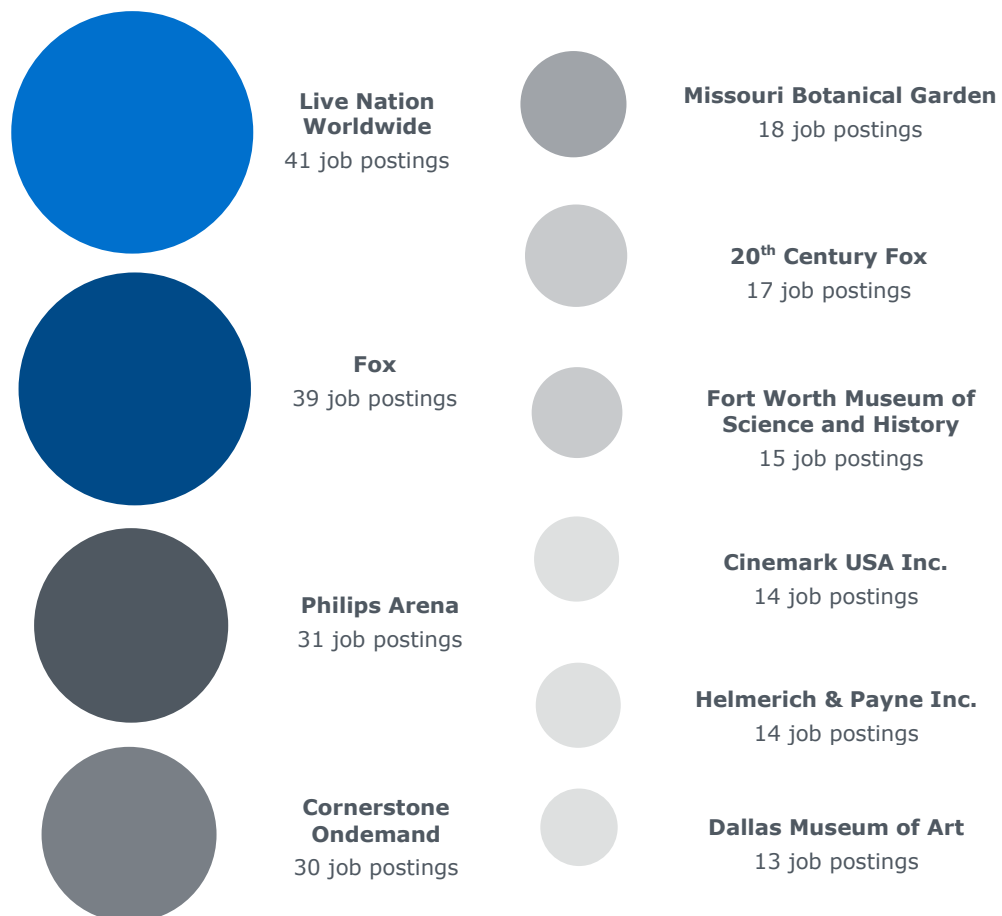 Live Nation
Worldwide
41 job postings
Fox
39 job postings
Philips Arena
31 job postings
Cornerstone
Ondemand
30 job postings
Missouri Botanical Garden
18 job postings
20th Century Fox
17 job postings
Fort Worth Museum of
Science and History
15 job postings
Cinemark USA Inc.
14 job postings
Helmerich & Payne Inc.
14 job postings
Dallas Museum of Art
13 job postings